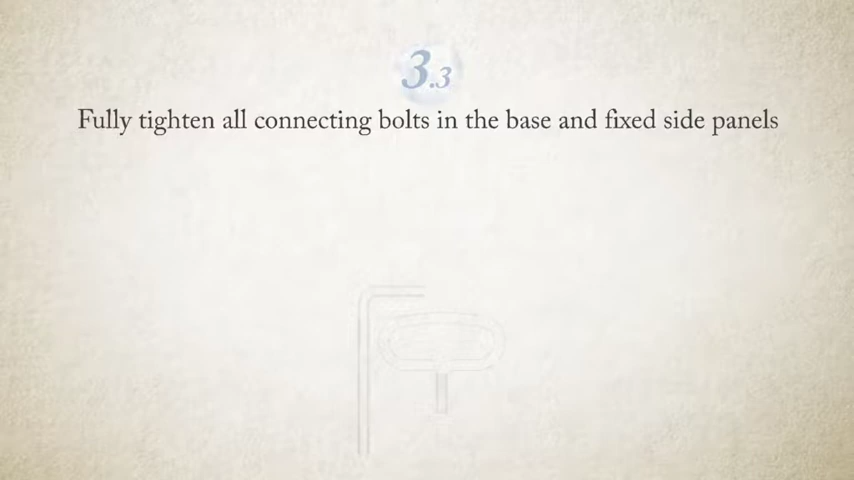 3.3
Fully tighten all connecting bolts in the base and fixed side panels